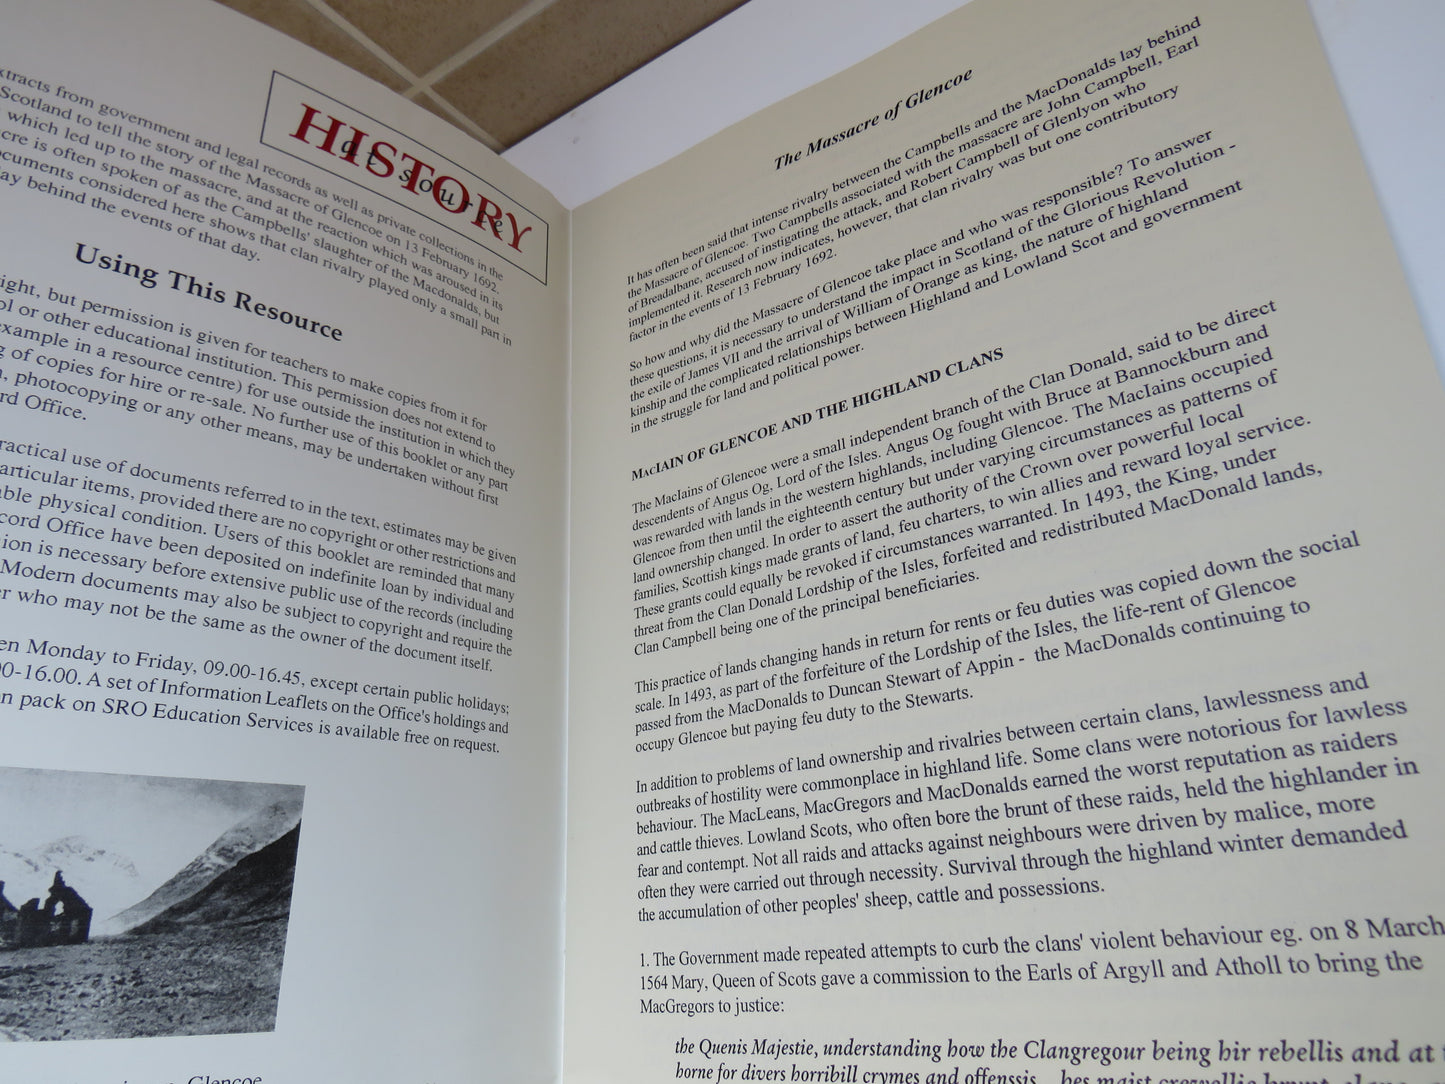 HISTORY
at source
xtracts from government and legal records as well as private collections in the
Scotland to tell the story of the Massacre of Glencoe on 13 February 1692.
which led up to the massacre, and at the reaction which was aroused in its
cre is often spoken of as the Campbells' slaughter of the Macdonalds, but
ocuments considered here shows that clan rivalry played only a small part in
lay behind the events of that day.
Using This Resource
ight, but permission is given for teachers to make copies from it for
ol or other educational institution. This permission does not extend to
example in a resource centre) for use outside the institution in which they
g of copies for hire or re-sale. No further use of this booklet or any part
, photocopying or any other means, may be undertaken without first
rd Office.
ractical use of documents referred to in the text, estimates may be given
articular items, provided there are no copyright or other restrictions and
ble physical condition. Users of this booklet are reminded that many
cord Office have been deposited on indefinite loan by individual and
sion is necessary before extensive public use of the records (including
Modern documents may also be subject to copyright and require the
er who may not be the same as the owner of the document itself.
en Monday to Friday, 09.00-16.45, except certain public holidays;
00-16.00. A set of Information Leaflets on the Office's holdings and
on pack on SRO Education Services is available free on request.
Glencoe
The Massacre of Glencoe
It has often been said that intense rivalry between the Campbells and the MacDonalds lay behind
the Massacre of Glencoe. Two Campbells associated with the massacre are John Campbell, Earl
of Breadalbane, accused of instigating the attack, and Robert Campbell of Glenlyon who
implemented it. Research now indicates, however, that clan rivalry was but one contributory
factor in the events of 13 February 1692.
So how and why did the Massacre of Glencoe take place and who was responsible? To answer
these questions, it is necessary to understand the impact in Scotland of the Glorious Revolution -
the exile of James VII and the arrival of William of Orange as king, the nature of highland
kinship and the complicated relationships between Highland and Lowland Scot and government
in the struggle for land and political power.
MACIAIN OF GLENCOE AND THE HIGHLAND CLANS
The MacIains of Glencoe were a small independent branch of the Clan Donald, said to be direct
descendents of Angus Og, Lord of the Isles. Angus Og fought with Bruce at Bannockburn and
was rewarded with lands in the western highlands, including Glencoe. The MacIains occupied
Glencoe from then until the eighteenth century but under varying circumstances as patterns of
land ownership changed. In order to assert the authority of the Crown over powerful local
families, Scottish kings made grants of land, feu charters, to win allies and reward loyal service.
These grants could equally be revoked if circumstances warranted. In 1493, the King, under
threat from the Clan Donald Lordship of the Isles, forfeited and redistributed MacDonald lands,
Clan Campbell being one of the principal beneficiaries.
This practice of lands changing hands in return for rents or feu duties was copied down the social
scale. In 1493, as part of the forfeiture of the Lordship of the Isles, the life-rent of Glencoe
passed from the MacDonalds to Duncan Stewart of Appin - the MacDonalds continuing to
occupy Glencoe but paying feu duty to the Stewarts.
In addition to problems of land ownership and rivalries between certain clans, lawlessness and
outbreaks of hostility were commonplace in highland life. Some clans were notorious for lawless
behaviour. The MacLeans, MacGregors and MacDonalds earned the worst reputation as raiders
and cattle thieves. Lowland Scots, who often bore the brunt of these raids, held the highlander in
fear and contempt. Not all raids and attacks against neighbours were driven by malice, more
often they were carried out through necessity. Survival through the highland winter demanded
the accumulation of other peoples' sheep, cattle and possessions.
1. The Government made repeated attempts to curb the clans' violent behaviour eg. on 8 March
1564 Mary, Queen of Scots gave a commission to the Earls of Argyll and Atholl to bring the
MacGregors to justice:
the Quenis Majestie, understanding how the Clangregour being hir rebellis and at
borne for divers horribill crymes and offenssis